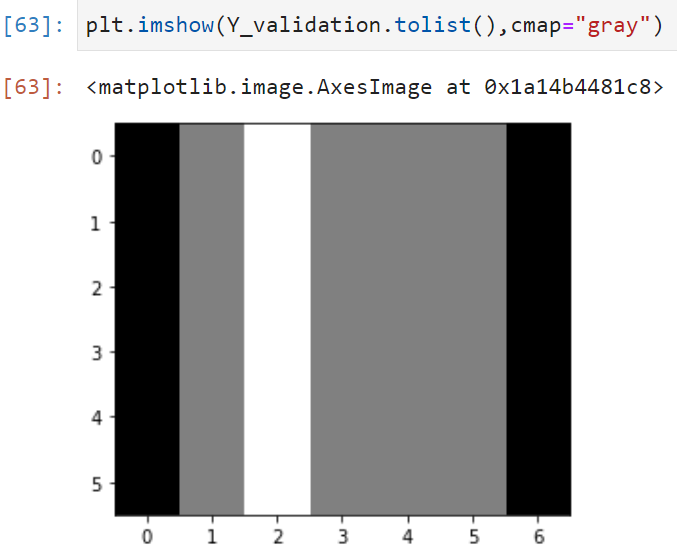 [63]: plt.imshow(Y_validation.tolist(),cmap="gray")
[63]: <matplotlib.image.AxesImage at 0x1a14b4481c8>
0
1
2
3
4
5
0 1 2 3 4 5 6